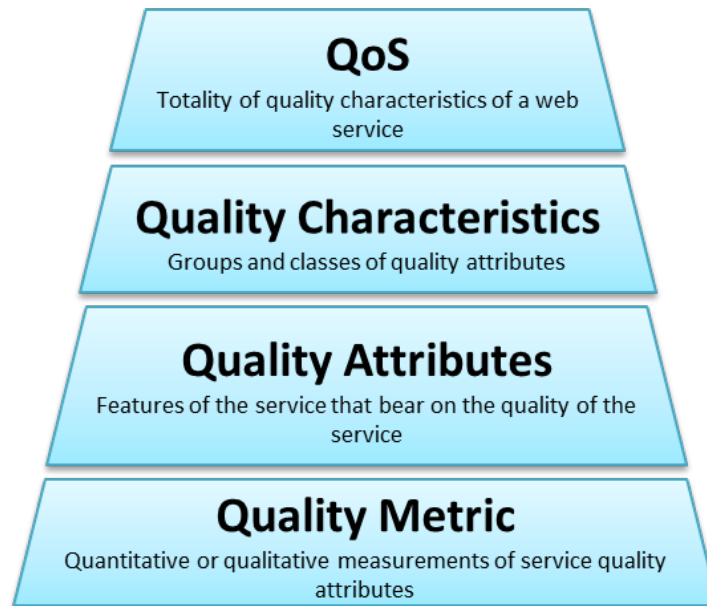 QoS
Totality of quality characteristics of a web
service
Quality Characteristics
Groups and classes of quality attributes
Quality Attributes
Features of the service that bear on the quality of the
service
Quality Metric
Quantitative or qualitative measurements of service quality
attributes